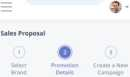 Sales Proposal
1
2
3
Select
Brand
Promotion
Details
Create a New
Campaign